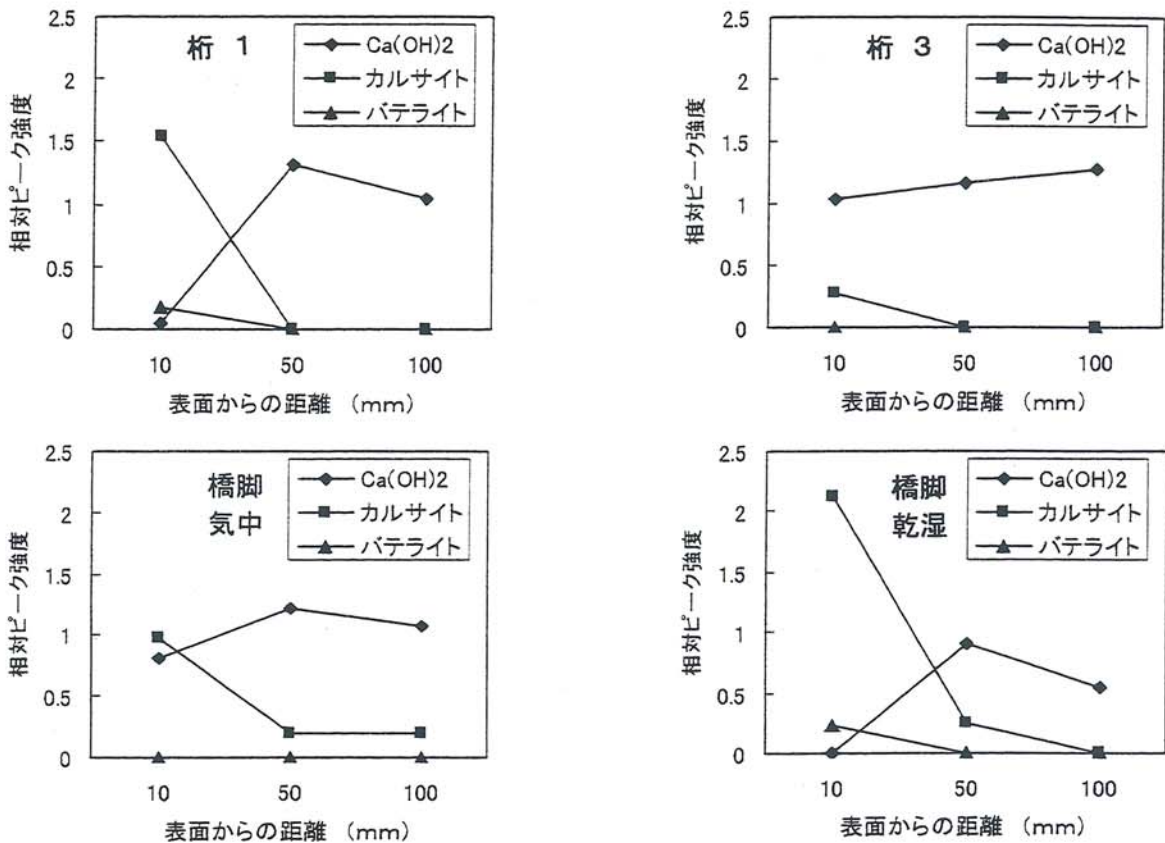 桁 1
Ca(OH)2
カルサイト
バテライト
相対ピーク強度
2.5
2
1.5
1
0.5
0
10
50
100
表面からの距離 (mm)
桁 3
Ca(OH)2
カルサイト
バテライト
相対ピーク強度
2.5
2
1.5
1
0.5
0
10
50
100
表面からの距離 (mm)
橋脚
気中
Ca(OH)2
カルサイト
バテライト
相対ピーク強度
2.5
2
1.5
1
0.5
0
10
50
100
表面からの距離 (mm)
橋脚
乾湿
Ca(OH)2
カルサイト
バテライト
相対ピーク強度
2.5
2
1.5
1
0.5
0
10
50
100
表面からの距離 (mm)